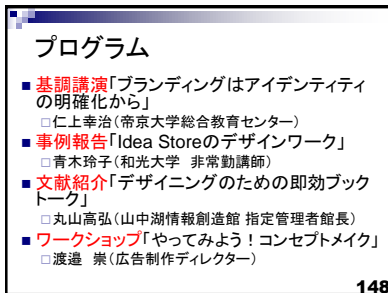 プログラム
基調講演「ブランディングはアイデンティティ
の明確化から」
仁上幸治(帝京大学総合教育センター)
事例報告「Idea Storeのデザインワーク」
青木玲子(和光大学 非常勤講師)
文献紹介「デザイニングのための即効ブック
トーク」
丸山高弘(山中湖情報創造館 指定管理者館長)
ワークショップ「やってみよう！コンセプトメイク」
渡邉 崇(広告制作ディレクター)
148